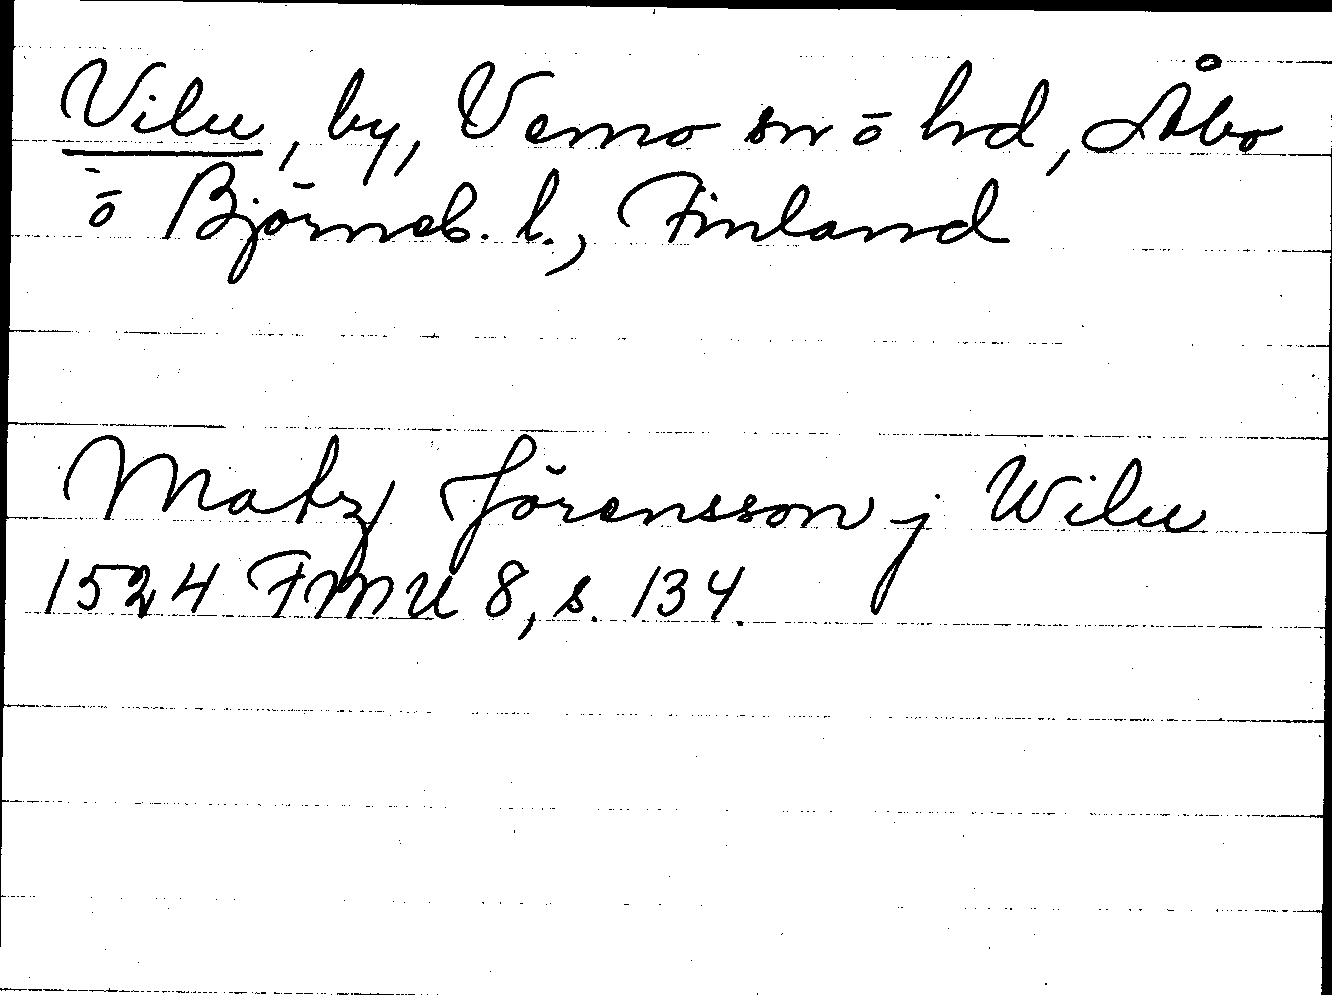 Vilu, by, Vemo sn ō hd, Åbo
ō Björneb. l., Finland
Matz Jörensson j Wilu
1524 FMU 8, s. 134.